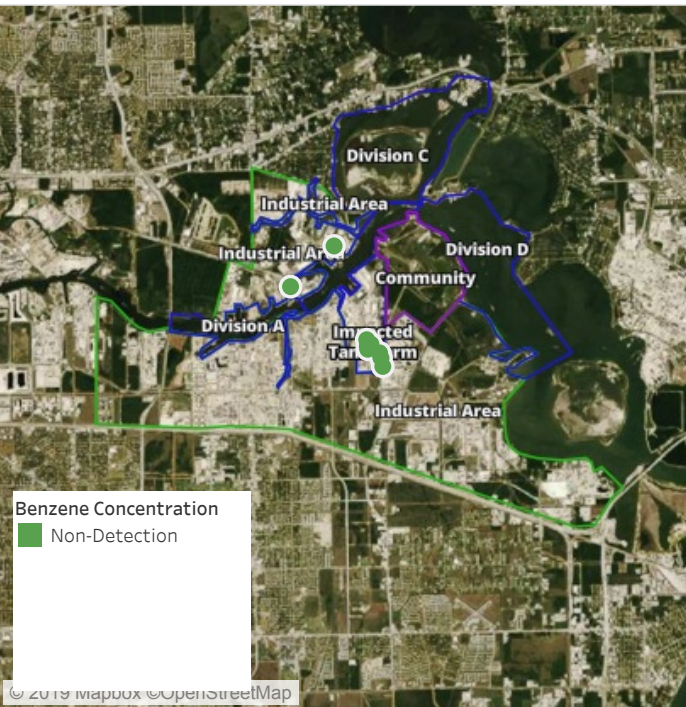 Division C
Industrial Area
Industrial Area
Division D
Community
Division A
Impacted
Tank Farm
Industrial Area
Benzene Concentration
Non-Detection
© 2019 Mapbox ©OpenStreetMap